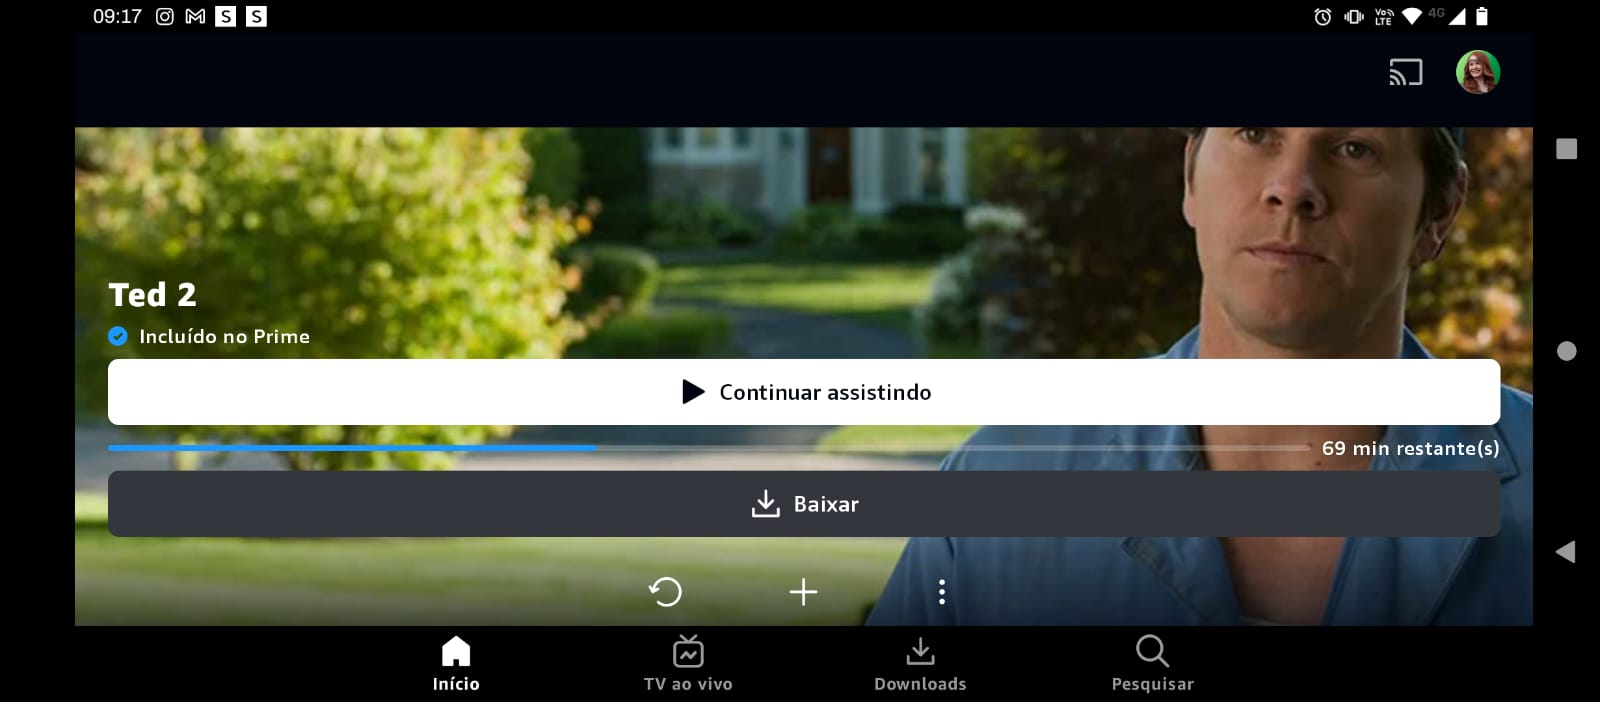 09:17 S S
Vo LTE 4G
Ted 2
Incluído no Prime
Continuar assistindo
69 min restante(s)
Baixar
Início TV ao vivo Downloads Pesquisar